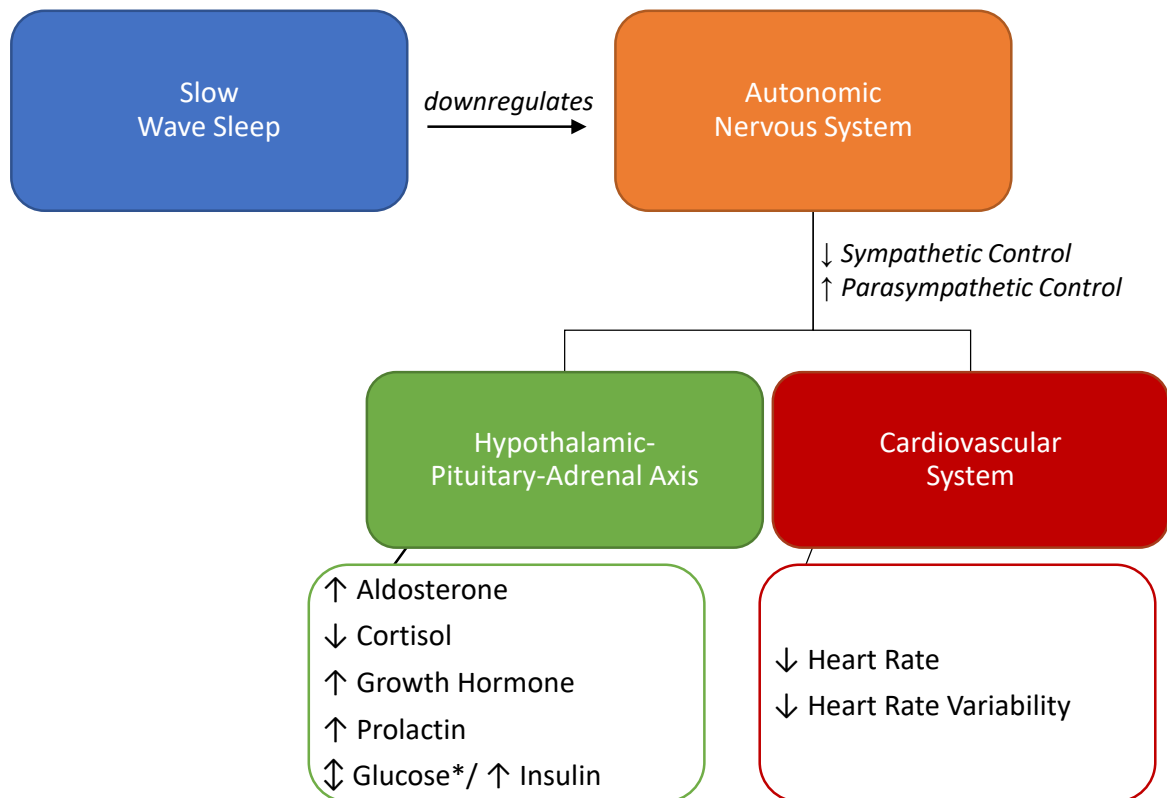 Slow
Wave Sleep
downregulates
Autonomic
Nervous System
↓ Sympathetic Control
↑ Parasympathetic Control
Hypothalamic-
Pituitary-Adrenal Axis
Cardiovascular
System
↑ Aldosterone
↓ Cortisol
↑ Growth Hormone
↑ Prolactin
↕ Glucose*/ ↑ Insulin
↓ Heart Rate
↓ Heart Rate Variability